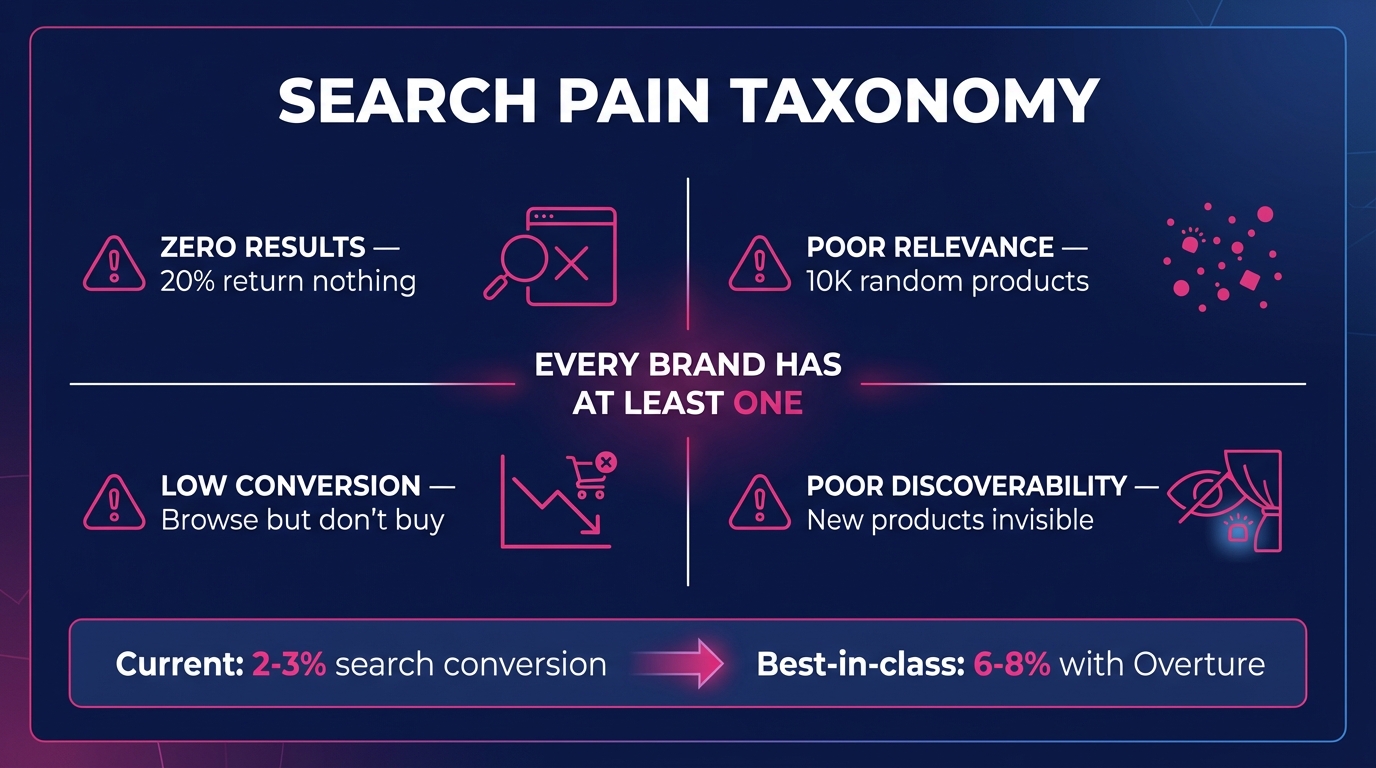 SEARCH PAIN TAXONOMY
ZERO RESULTS —
20% return nothing
POOR RELEVANCE —
10K random products
EVERY BRAND HAS
AT LEAST ONE
LOW CONVERSION —
Browse but don't buy
POOR DISCOVERABILITY —
New products invisible
Current: 2-3% search conversion
Best-in-class: 6-8% with Overture